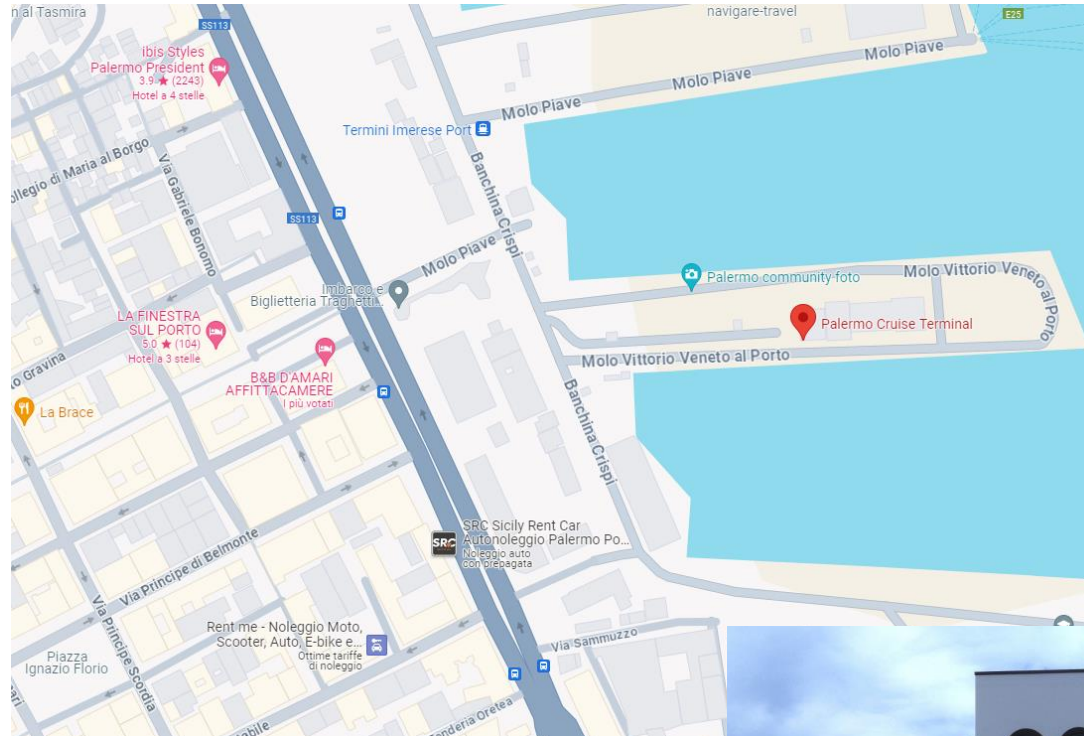 n al Tasmira
navigare-travel
E25
SS113
ibis Styles
Palermo President
3.9 ★ (2243)
Hotel a 4 stelle
Molo Piave
Molo Piave
Termini Imerese Port
ollegio di Maria al Borgo
Via Gabriele Bonomo
Banchina Crispi
SS113
Molo Piave
Imbarco e
Biglietteria Traghetti...
Palermo community foto
Molo Vittorio Veneto al Porto
Palermo Cruise Terminal
LA FINESTRA
SUL PORTO
5.0 ★ (104)
Hotel a 3 stelle
Molo Vittorio Veneto al Porto
o Gravina
B&B D'AMARI
AFFITTACAMERE
I più votati
La Brace
Banchina Crispi
SRC
SRC Sicily Rent Car
Autonoleggio Palermo Po...
Noleggio auto
con prepagata
Via Principe di Belmonte
Via Principe Scordia
Rent me - Noleggio Moto,
Scooter, Auto, E-bike e...
Ottime tariffe
di noleggio
Via Sammuzzo
Piazza
Ignazio Florio
ari
abile
nderia Oretea